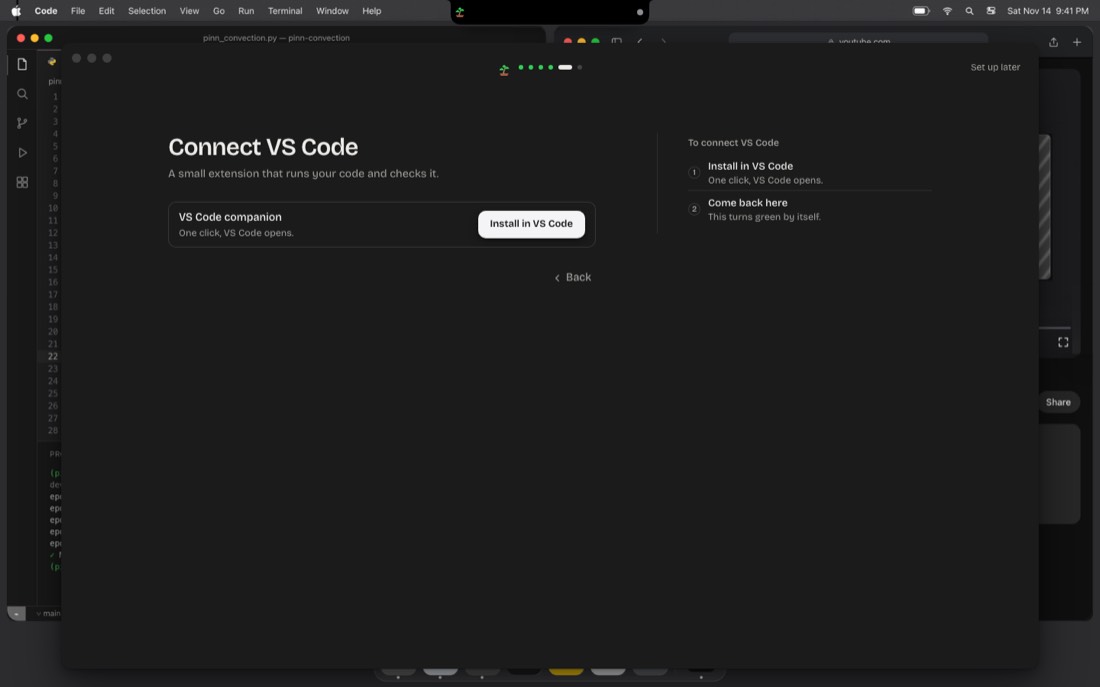 Code File Edit Selection View Go Run Terminal Window Help
Sat Nov 14 9:41 PM
pinn_convection.py — pinn-convection
youtube.com
Set up later
1
2
3
4
5
6
7
8
9
10
11
12
13
14
15
16
17
18
19
20
21
22
23
24
25
26
27
28
main
Connect VS Code
A small extension that runs your code and checks it.
VS Code companion
One click, VS Code opens.
Install in VS Code
Back
To connect VS Code
1 Install in VS Code
One click, VS Code opens.
2 Come back here
This turns green by itself.
Share